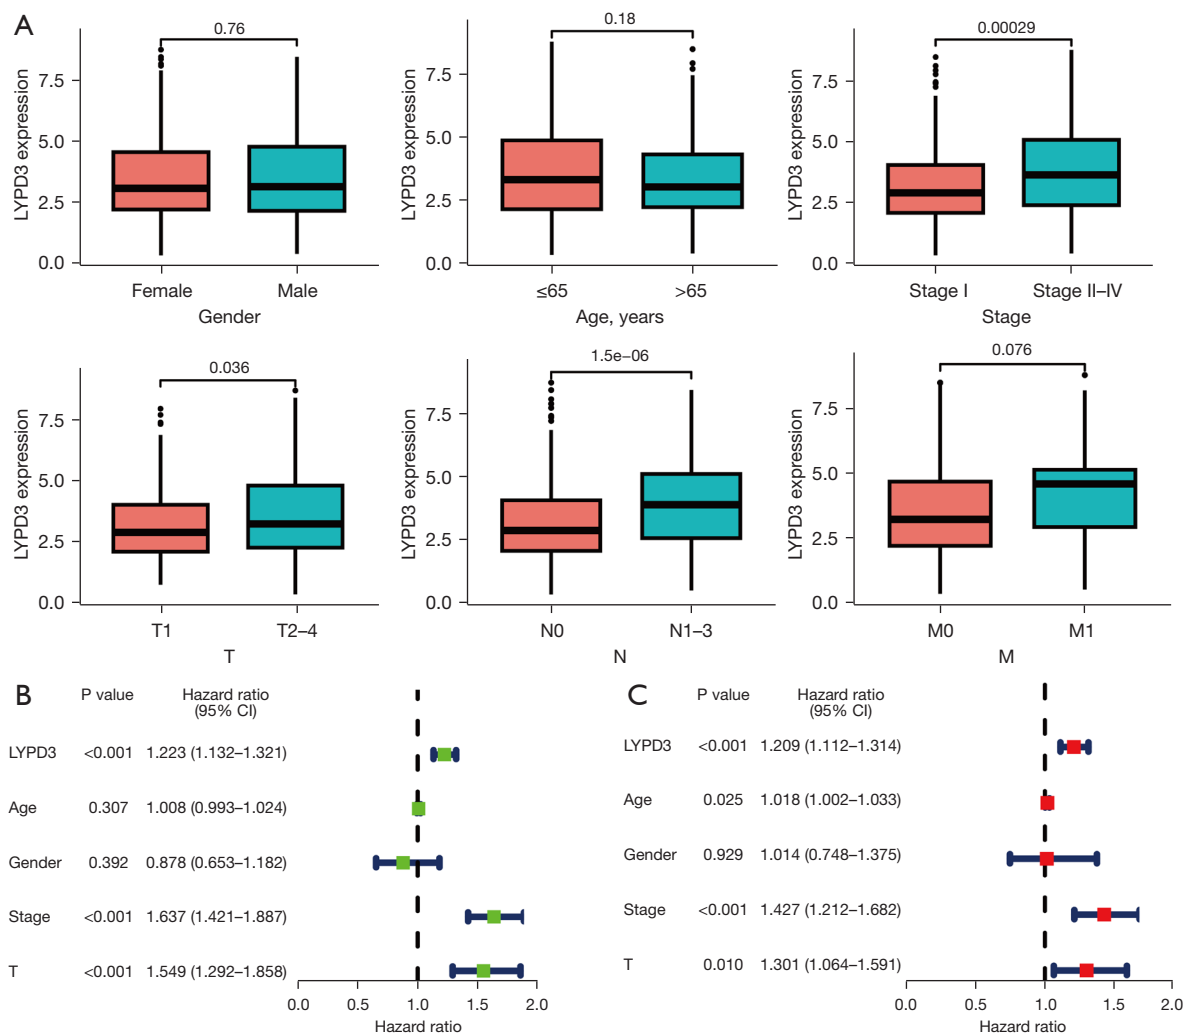 A
0.76
LYPD3 expression
7.5
5.0
2.5
0.0
Female Male
Gender
0.18
LYPD3 expression
7.5
5.0
2.5
0.0
≤65 >65
Age, years
0.00029
LYPD3 expression
7.5
5.0
2.5
0.0
Stage I Stage II–IV
Stage
0.036
LYPD3 expression
7.5
5.0
2.5
0.0
T1 T2–4
T
1.5e−06
LYPD3 expression
7.5
5.0
2.5
0.0
N0 N1–3
N
0.076
LYPD3 expression
7.5
5.0
2.5
0.0
M0 M1
M
B
P value Hazard ratio
(95% CI)
LYPD3 <0.001 1.223 (1.132–1.321)
Age 0.307 1.008 (0.993–1.024)
Gender 0.392 0.878 (0.653–1.182)
Stage <0.001 1.637 (1.421–1.887)
T <0.001 1.549 (1.292–1.858)
0.0 0.5 1.0 1.5 2.0
Hazard ratio
C
P value Hazard ratio
(95% CI)
LYPD3 <0.001 1.209 (1.112–1.314)
Age 0.025 1.018 (1.002–1.033)
Gender 0.929 1.014 (0.748–1.375)
Stage <0.001 1.427 (1.212–1.682)
T 0.010 1.301 (1.064–1.591)
0.0 0.5 1.0 1.5 2.0
Hazard ratio